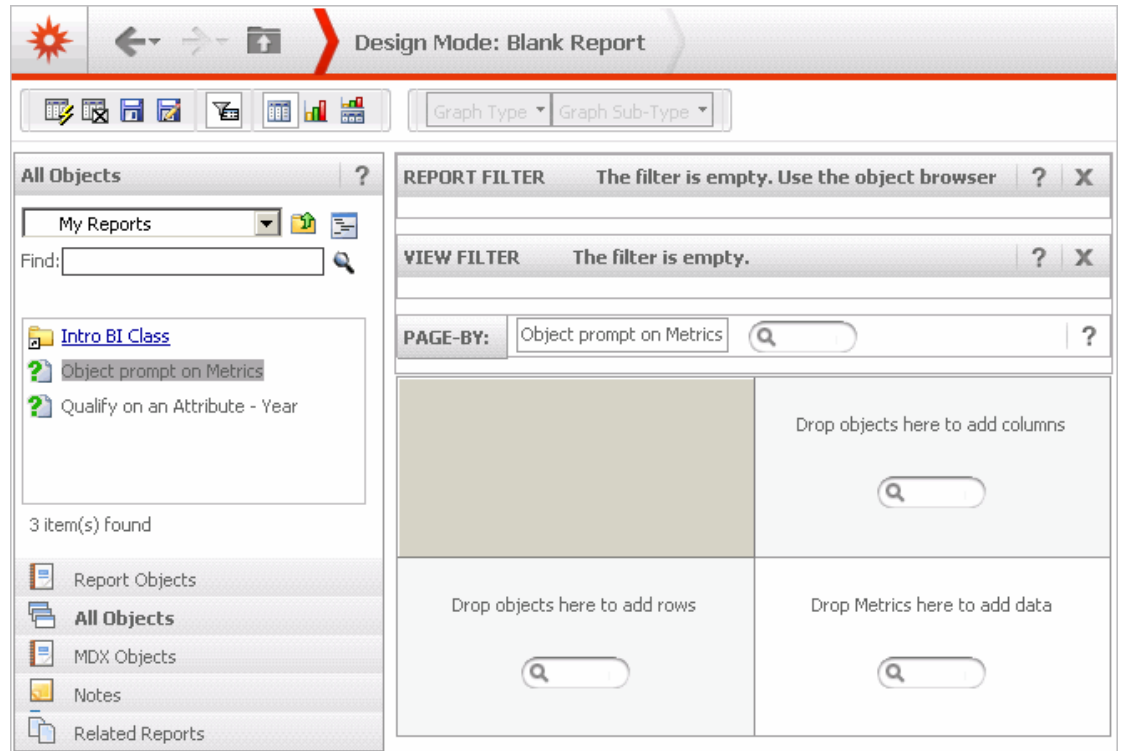 Design Mode: Blank Report
Graph Type Graph Sub-Type
All Objects ?
My Reports
Find:
Intro BI Class
Object prompt on Metrics
Qualify on an Attribute - Year
3 item(s) found
Report Objects
All Objects
MDX Objects
Notes
Related Reports
REPORT FILTER The filter is empty. Use the object browser ? X
VIEW FILTER The filter is empty. ? X
PAGE-BY: Object prompt on Metrics ?
Drop objects here to add columns
Drop objects here to add rows
Drop Metrics here to add data